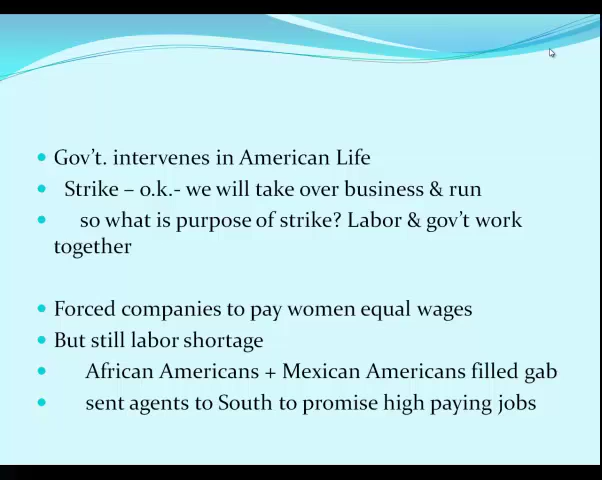 Gov't. intervenes in American Life
Strike – o.k.- we will take over business & run
so what is purpose of strike? Labor & gov't work
together
Forced companies to pay women equal wages
But still labor shortage
African Americans + Mexican Americans filled gab
sent agents to South to promise high paying jobs